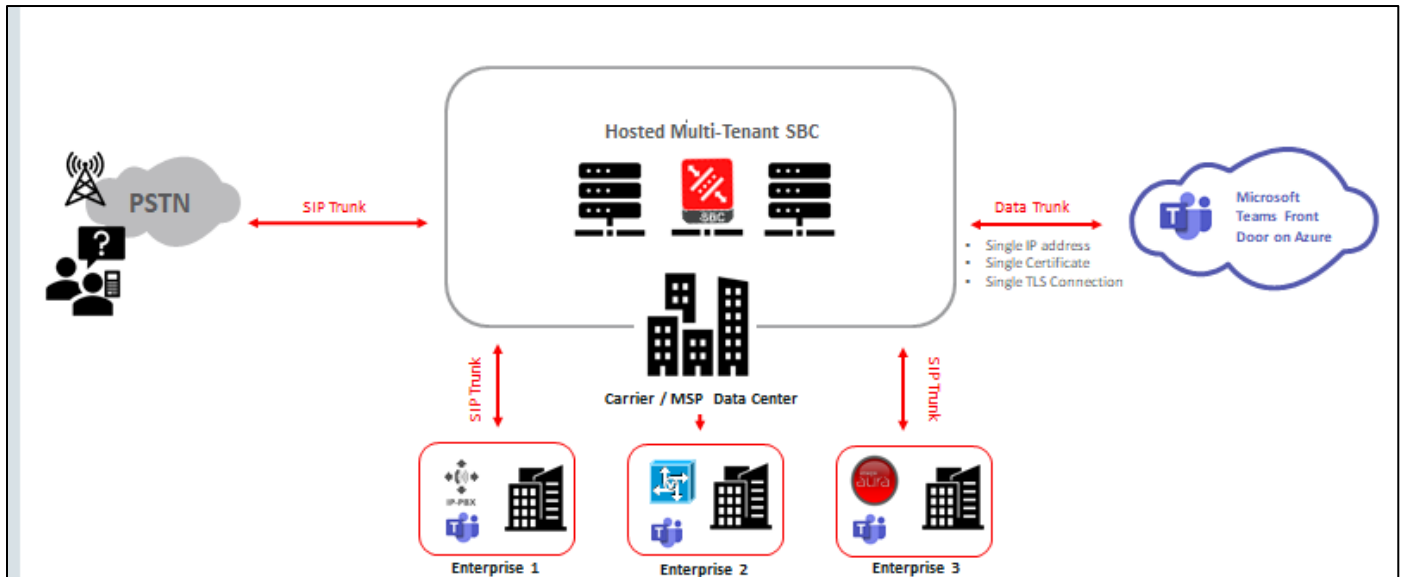 Hosted Multi-Tenant SBC
SBC
PSTN
SIP Trunk
?
Data Trunk
Single IP address
Single Certificate
Single TLS Connection
Microsoft
Teams Front
Door on Azure
Carrier / MSP Data Center
SIP Trunk
SIP Trunk
IP-PBX
T
Enterprise 1
V
T
Enterprise 2
aura
T
Enterprise 3
T